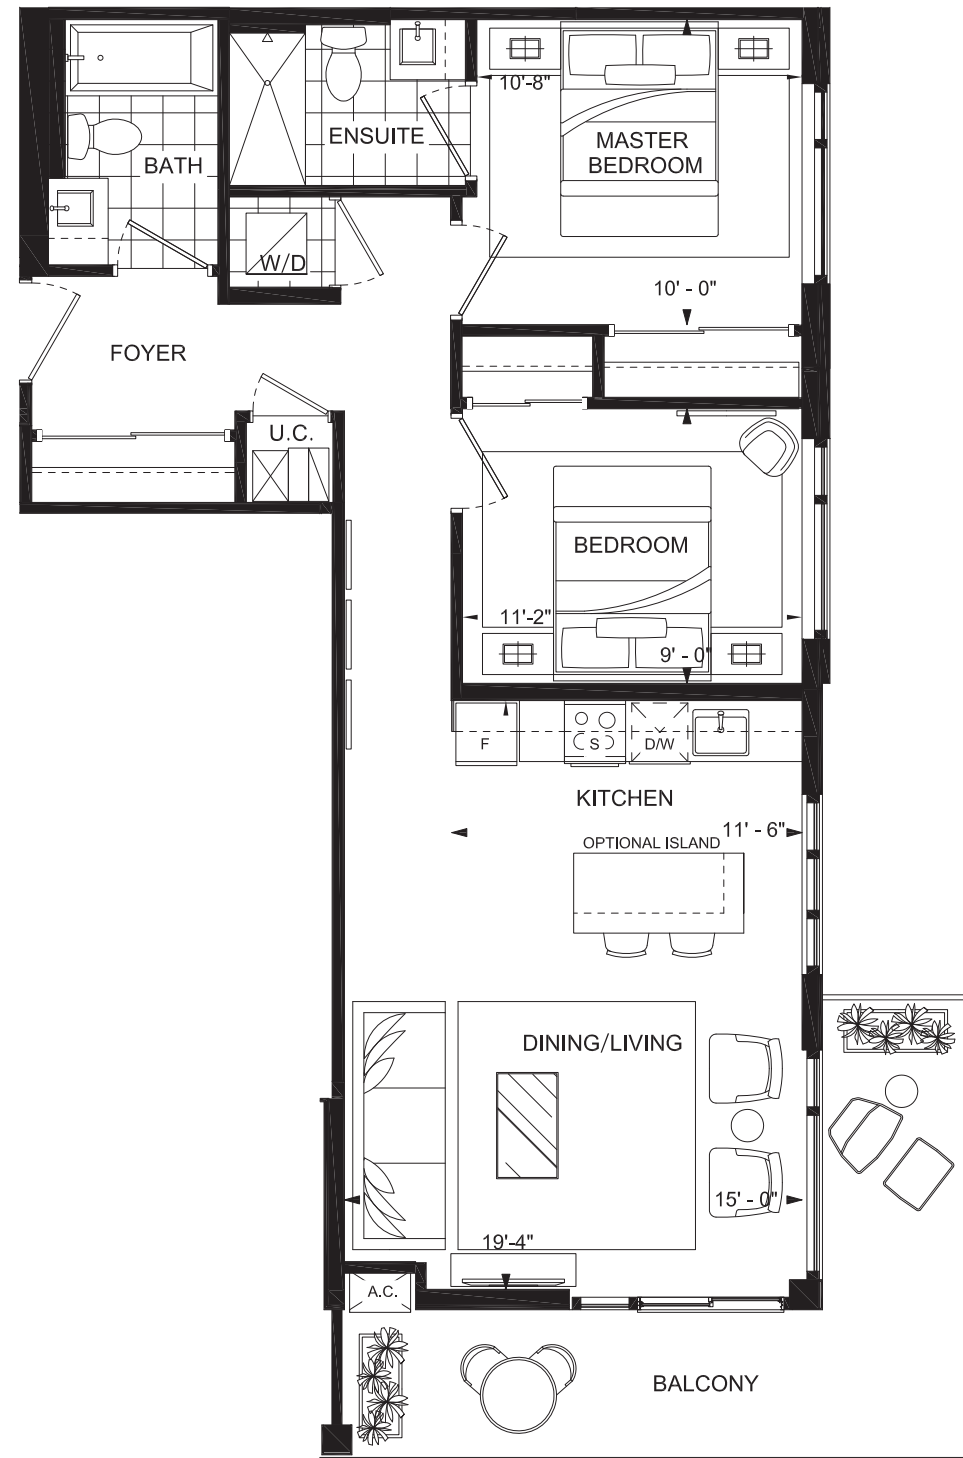 10'-8"
ENSUITE
MASTER
BEDROOM
BATH
W/D
10' - 0"
FOYER
U.C.
BEDROOM
11'-2"
9' - 0"
F
S
D/W
KITCHEN
11' - 6"
OPTIONAL ISLAND
DINING/LIVING
15' - 0"
19'-4"
A.C.
BALCONY